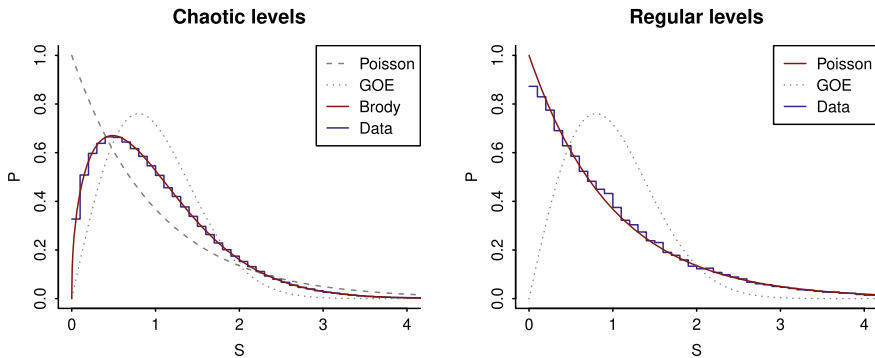 Chaotic levels
1.0
0.8
0.6
0.4
0.2
0.0
P
0 1 2 3 4
S
Poisson
GOE
Brody
Data
Regular levels
1.0
0.8
0.6
0.4
0.2
0.0
P
0 1 2 3 4
S
Poisson
GOE
Data